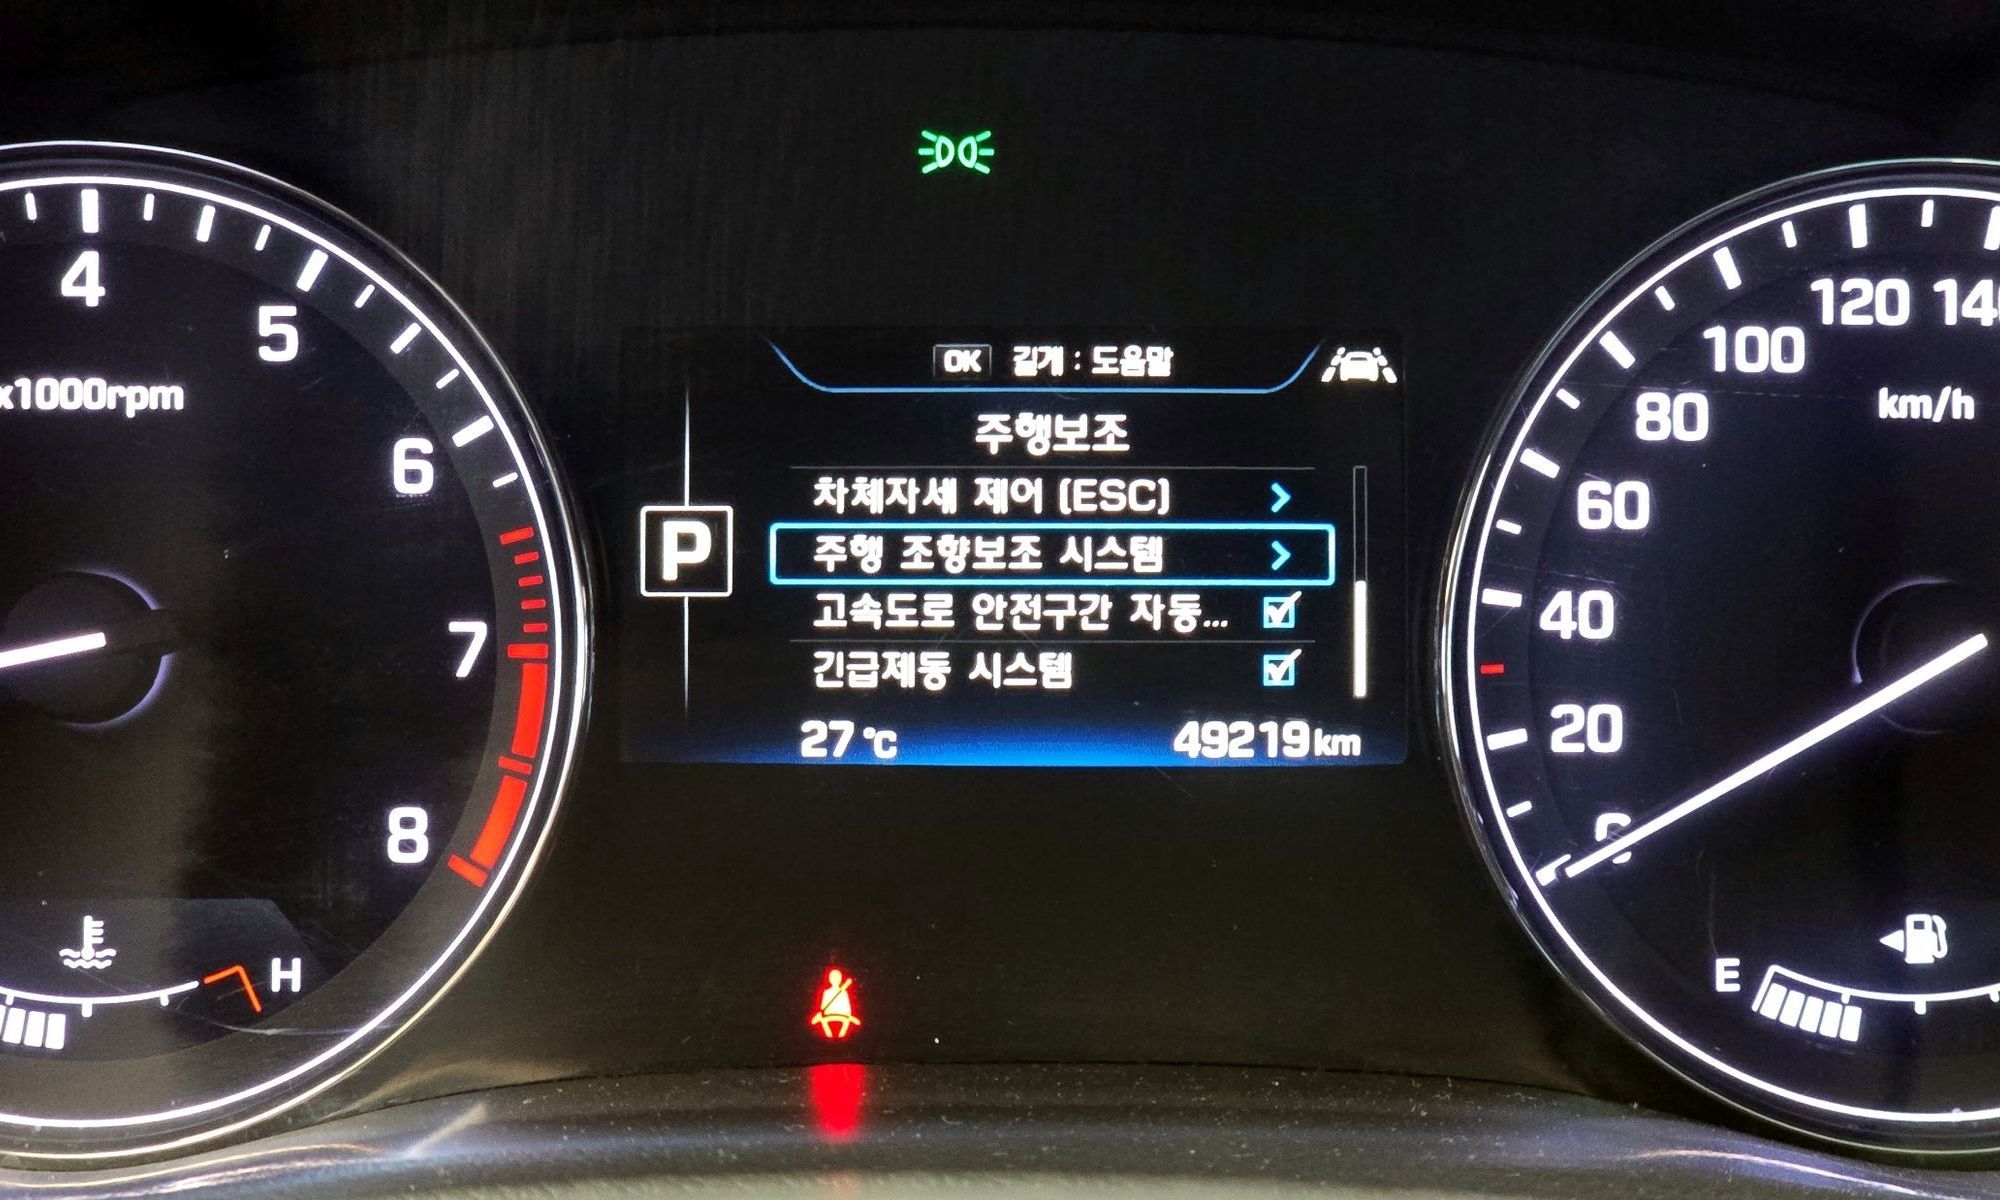 4
5
x1000rpm
6
7
8
H
OK 길게 : 도움말
주행보조
차체자세 제어 (ESC)
P
주행 조향보조 시스템
고속도로 안전구간 자동...
긴급제동 시스템
27 °C 49219 km
120
100
80
km/h
60
40
20
0
E